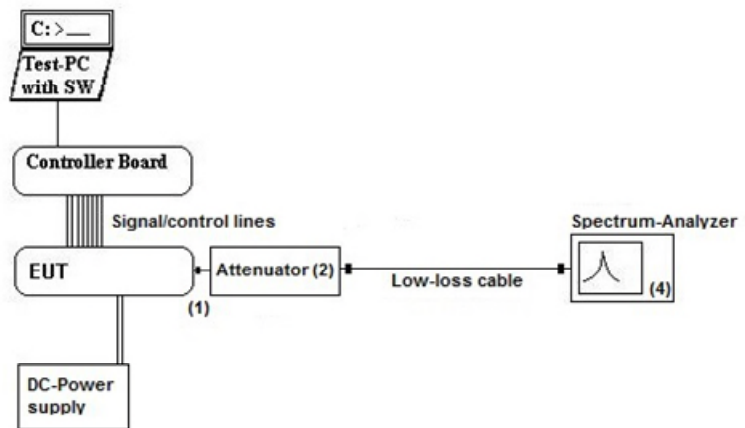 C:>__
Test-PC
with SW
Controller Board
Signal/control lines
Spectrum-Analyzer
EUT
Attenuator (2)
Low-loss cable
(4)
(1)
DC-Power
supply